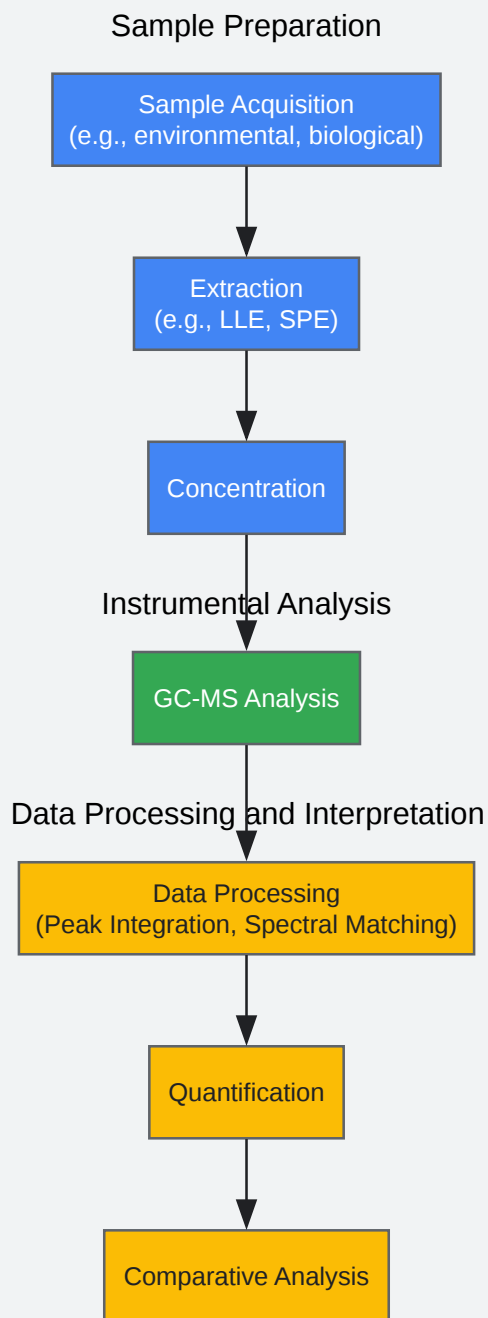 Sample Preparation
Sample Acquisition
(e.g., environmental, biological)
Extraction
(e.g., LLE, SPE)
Concentration
Instrumental Analysis
GC-MS Analysis
Data Processing and Interpretation
Data Processing
(Peak Integration, Spectral Matching)
Quantification
Comparative Analysis